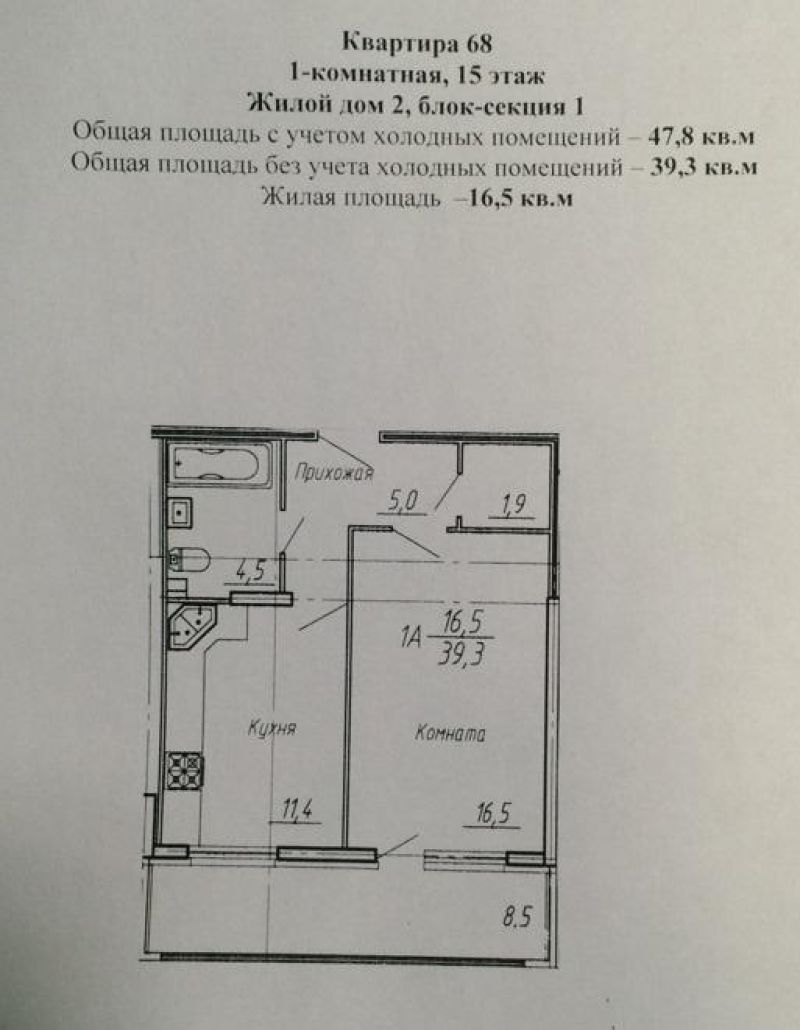 Квартира 68
1-комнатная, 15 этаж
Жилой дом 2, блок-секция 1
Общая площадь с учетом холодных помещений – 47,8 кв.м
Общая площадь без учета холодных помещений – 39,3 кв.м
Жилая площадь –16,5 кв.м
Прихожая
5,0
1,9
4,5
1А 16,5
39,3
Кухня
Комната
11,4
16,5
8.5